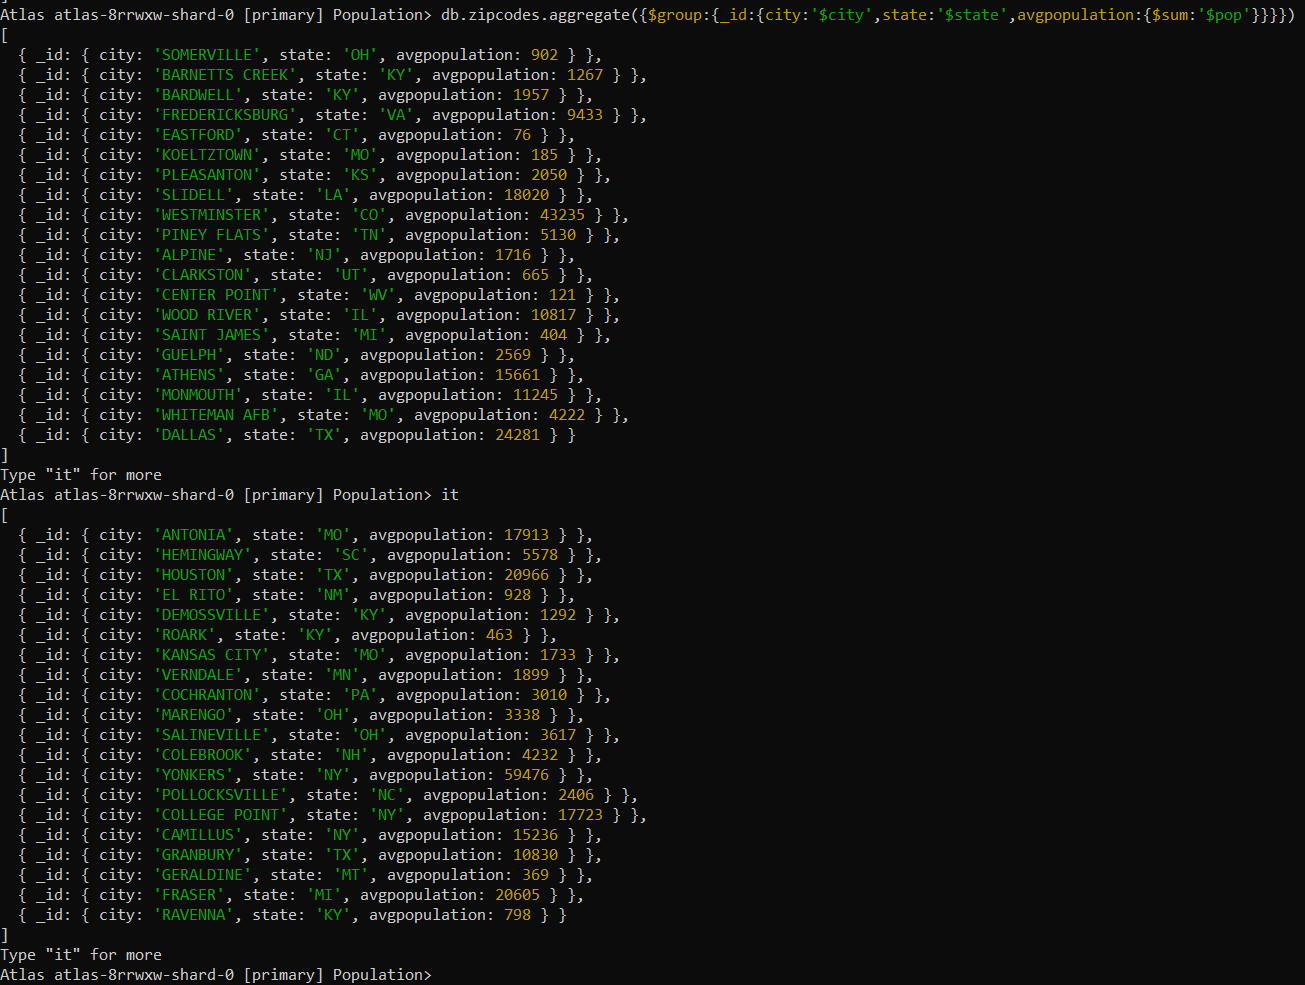 Atlas atlas-8rrwxw-shard-0 [primary] Population> db.zipcodes.aggregate({$group:{_id:{city:'$city',state:'$state',avgpopulation:{$sum:'$pop'}}}})
[
  { _id: { city: 'SOMERVILLE', state: 'OH', avgpopulation: 902 } },
  { _id: { city: 'BARNETTS CREEK', state: 'KY', avgpopulation: 1267 } },
  { _id: { city: 'BARDWELL', state: 'KY', avgpopulation: 1957 } },
  { _id: { city: 'FREDERICKSBURG', state: 'VA', avgpopulation: 9433 } },
  { _id: { city: 'EASTFORD', state: 'CT', avgpopulation: 76 } },
  { _id: { city: 'KOELTZTOWN', state: 'MO', avgpopulation: 185 } },
  { _id: { city: 'PLEASANTON', state: 'KS', avgpopulation: 2050 } },
  { _id: { city: 'SLIDELL', state: 'LA', avgpopulation: 18020 } },
  { _id: { city: 'WESTMINSTER', state: 'CO', avgpopulation: 43235 } },
  { _id: { city: 'PINEY FLATS', state: 'TN', avgpopulation: 5130 } },
  { _id: { city: 'ALPINE', state: 'NJ', avgpopulation: 1716 } },
  { _id: { city: 'CLARKSTON', state: 'UT', avgpopulation: 665 } },
  { _id: { city: 'CENTER POINT', state: 'WV', avgpopulation: 121 } },
  { _id: { city: 'WOOD RIVER', state: 'IL', avgpopulation: 10817 } },
  { _id: { city: 'SAINT JAMES', state: 'MI', avgpopulation: 404 } },
  { _id: { city: 'GUELPH', state: 'ND', avgpopulation: 2569 } },
  { _id: { city: 'ATHENS', state: 'GA', avgpopulation: 15661 } },
  { _id: { city: 'MONMOUTH', state: 'IL', avgpopulation: 11245 } },
  { _id: { city: 'WHITEMAN AFB', state: 'MO', avgpopulation: 4222 } },
  { _id: { city: 'DALLAS', state: 'TX', avgpopulation: 24281 } }
]
Type "it" for more
Atlas atlas-8rrwxw-shard-0 [primary] Population> it
[
  { _id: { city: 'ANTONIA', state: 'MO', avgpopulation: 17913 } },
  { _id: { city: 'HEMINGWAY', state: 'SC', avgpopulation: 5578 } },
  { _id: { city: 'HOUSTON', state: 'TX', avgpopulation: 20966 } },
  { _id: { city: 'EL RITO', state: 'NM', avgpopulation: 928 } },
  { _id: { city: 'DEMOSSVILLE', state: 'KY', avgpopulation: 1292 } },
  { _id: { city: 'ROARK', state: 'KY', avgpopulation: 463 } },
  { _id: { city: 'KANSAS CITY', state: 'MO', avgpopulation: 1733 } },
  { _id: { city: 'VERNDALE', state: 'MN', avgpopulation: 1899 } },
  { _id: { city: 'COCHRANTON', state: 'PA', avgpopulation: 3010 } },
  { _id: { city: 'MARENGO', state: 'OH', avgpopulation: 3338 } },
  { _id: { city: 'SALINEVILLE', state: 'OH', avgpopulation: 3617 } },
  { _id: { city: 'COLEBROOK', state: 'NH', avgpopulation: 4232 } },
  { _id: { city: 'YONKERS', state: 'NY', avgpopulation: 59476 } },
  { _id: { city: 'POLLOCKSVILLE', state: 'NC', avgpopulation: 2406 } },
  { _id: { city: 'COLLEGE POINT', state: 'NY', avgpopulation: 17723 } },
  { _id: { city: 'CAMILLUS', state: 'NY', avgpopulation: 15236 } },
  { _id: { city: 'GRANBURY', state: 'TX', avgpopulation: 10830 } },
  { _id: { city: 'GERALDINE', state: 'MT', avgpopulation: 369 } },
  { _id: { city: 'FRASER', state: 'MI', avgpopulation: 20605 } },
  { _id: { city: 'RAVENNA', state: 'KY', avgpopulation: 798 } }
]
Type "it" for more
Atlas atlas-8rrwxw-shard-0 [primary] Population>